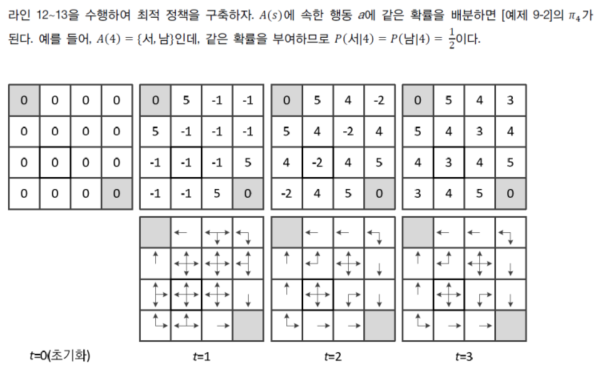 라인 12~13을 수행하여 최적 정책을 구축하자. A(s)에 속한 행동 a에 같은 확률을 배분하면 [예제 9-2]의 π₄가
된다. 예를 들어, A(4) = {서, 남}인데, 같은 확률을 부여하므로 P(서|4) = P(남|4) = 1/2이다.
0 0 0 0 0 5 -1 -1 0 5 4 -2 0 5 4 3
0 0 0 0 5 -1 -1 -1 5 4 -2 4 5 4 3 4
0 0 0 0 -1 -1 -1 5 4 -2 4 5 4 3 4 5
0 0 0 0 -1 -1 5 0 -2 4 5 0 3 4 5 0
t=0(초기화) t=1 t=2 t=3